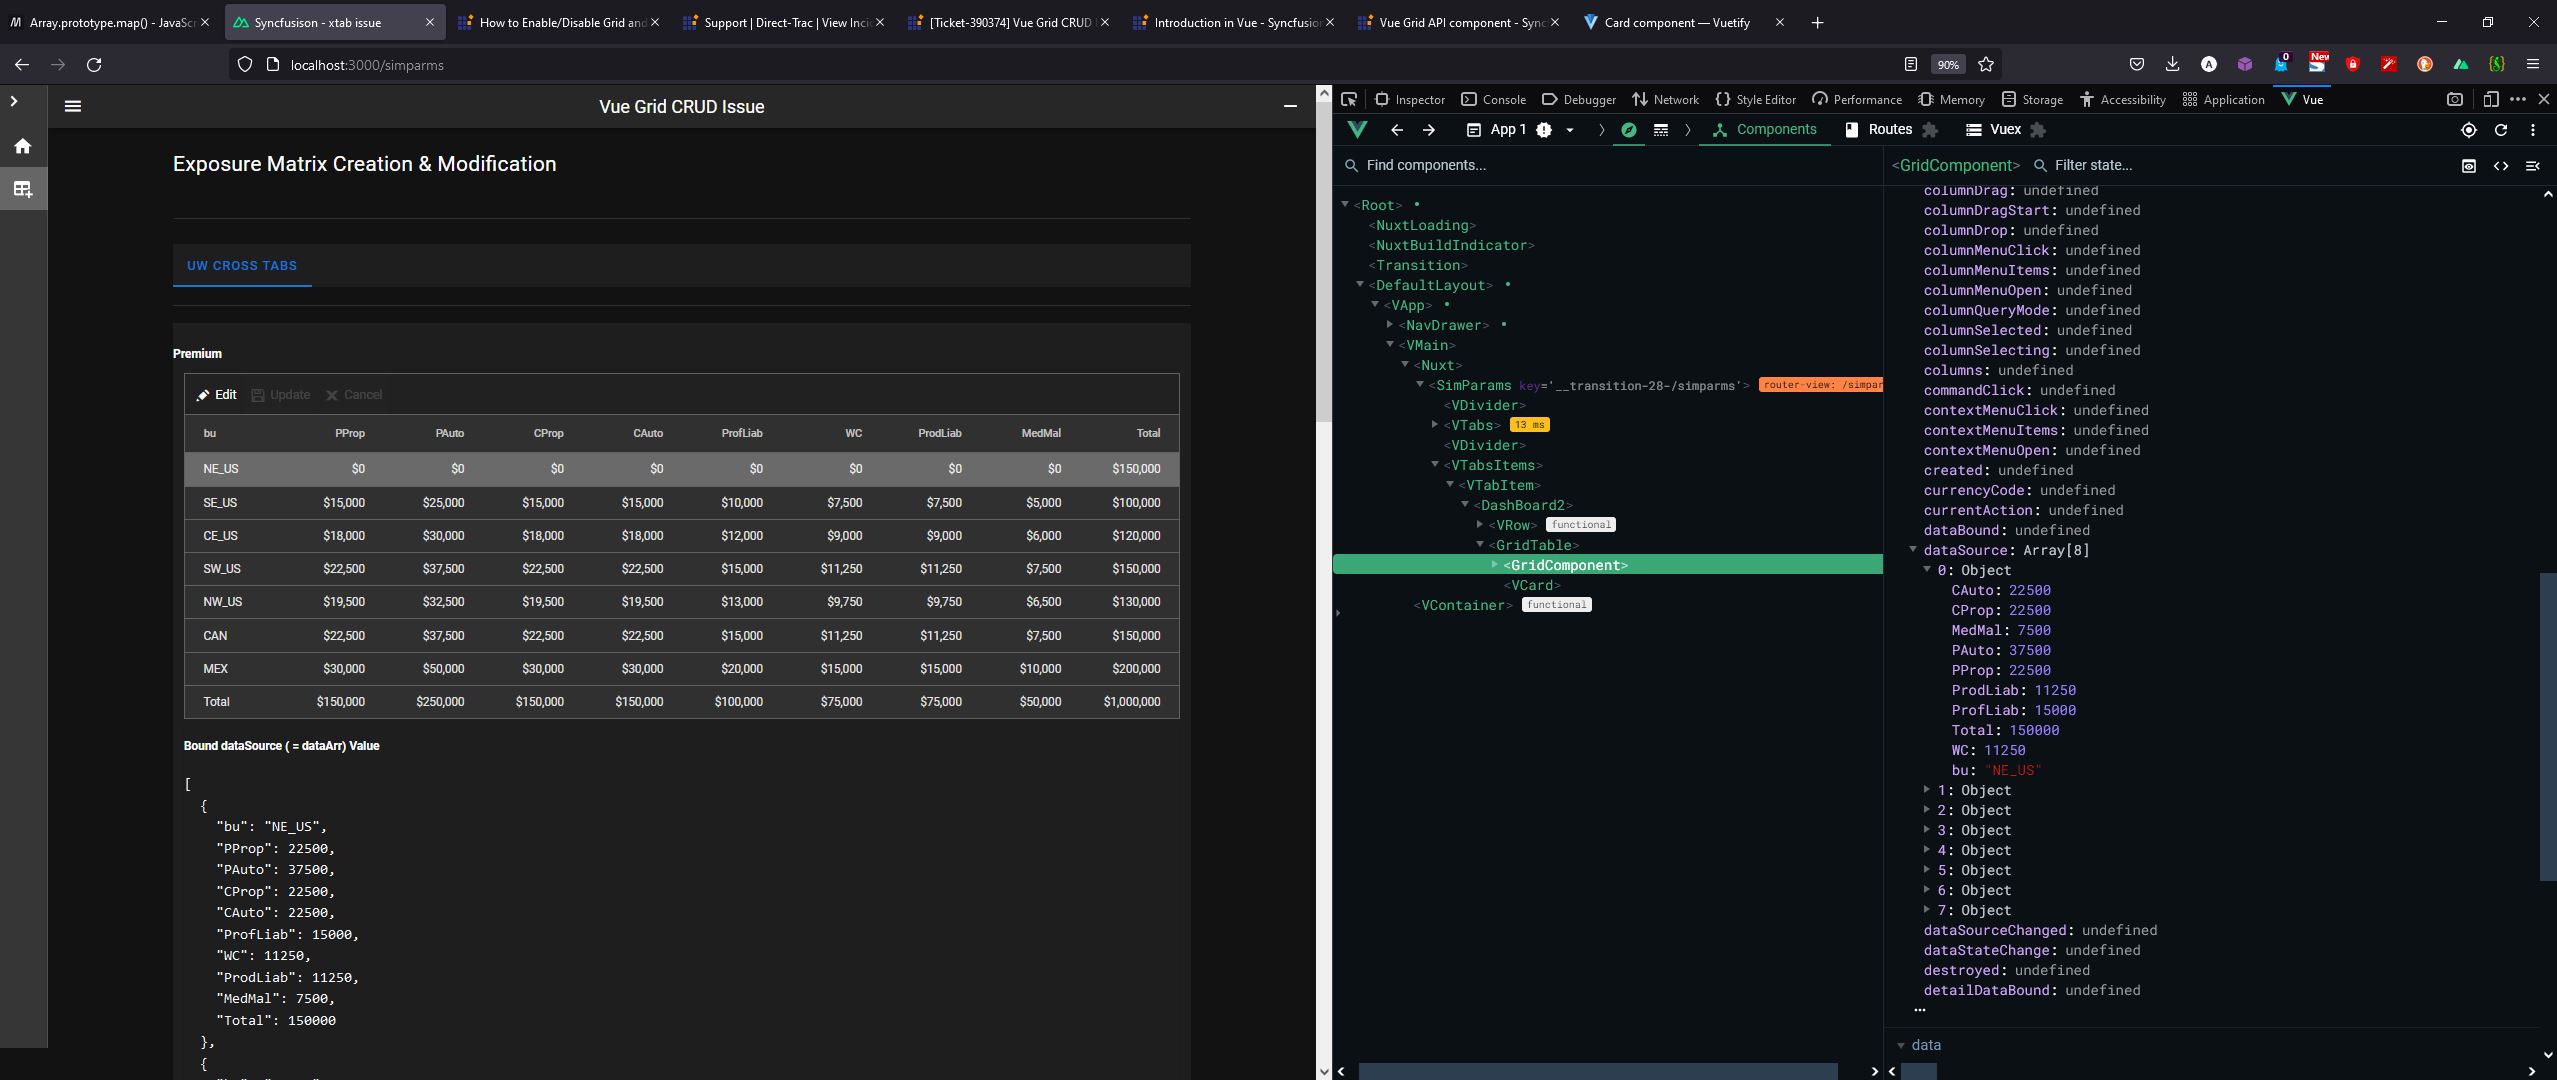 Array.prototype.map() - JavaScr
Syncfusison - xtab issue
How to Enable/Disable Grid and
Support | Direct-Trac | View Inci
[Ticket-390374] Vue Grid CRUD I
Introduction in Vue - Syncfusion
Vue Grid API component - Sync
Card component — Vuetify
localhost:3000/simparms
90%
0
New
Vue Grid CRUD Issue
Exposure Matrix Creation & Modification
UW CROSS TABS
Premium
Edit Update Cancel
bu PProp PAuto CProp CAuto ProfLiab WC ProdLiab MedMal Total
NE_US $0 $0 $0 $0 $0 $0 $0 $0 $150,000
SE_US $15,000 $25,000 $15,000 $15,000 $10,000 $7,500 $7,500 $5,000 $100,000
CE_US $18,000 $30,000 $18,000 $18,000 $12,000 $9,000 $9,000 $6,000 $120,000
SW_US $22,500 $37,500 $22,500 $22,500 $15,000 $11,250 $11,250 $7,500 $150,000
NW_US $19,500 $32,500 $19,500 $19,500 $13,000 $9,750 $9,750 $6,500 $130,000
CAN $22,500 $37,500 $22,500 $22,500 $15,000 $11,250 $11,250 $7,500 $150,000
MEX $30,000 $50,000 $30,000 $30,000 $20,000 $15,000 $15,000 $10,000 $200,000
Total $150,000 $250,000 $150,000 $150,000 $100,000 $75,000 $75,000 $50,000 $1,000,000
Bound dataSource ( = dataArr) Value
[
{
"bu": "NE_US",
"PProp": 22500,
"PAuto": 37500,
"CProp": 22500,
"CAuto": 22500,
"ProfLiab": 15000,
"WC": 11250,
"ProdLiab": 11250,
"MedMal": 7500,
"Total": 150000
},
{
Inspector Console Debugger Network Style Editor Performance Memory Storage Accessibility Application Vue
App 1 Components Routes Vuex
Find components...
<Root>
<NuxtLoading>
<NuxtBuildIndicator>
<Transition>
<DefaultLayout>
<VApp>
<NavDrawer>
<VMain>
<Nuxt>
<SimParams key='__transition-28-/simparms'> router-view: /simpar
<VDivider>
<VTabs> 13 ms
<VDivider>
<VTabsItems>
<VTabItem>
<DashBoard2>
<VRow> functional
<GridTable>
<GridComponent>
<VCard>
<VContainer> functional
<GridComponent> Filter state...
columnDrag: undefined
columnDragStart: undefined
columnDrop: undefined
columnMenuClick: undefined
columnMenuItems: undefined
columnMenuOpen: undefined
columnQueryMode: undefined
columnSelected: undefined
columnSelecting: undefined
columns: undefined
commandClick: undefined
contextMenuClick: undefined
contextMenuItems: undefined
contextMenuOpen: undefined
created: undefined
currencyCode: undefined
currentAction: undefined
dataBound: undefined
dataSource: Array[8]
0: Object
CAuto: 22500
CProp: 22500
MedMal: 7500
PAuto: 37500
PProp: 22500
ProdLiab: 11250
ProfLiab: 15000
Total: 150000
WC: 11250
bu: "NE_US"
1: Object
2: Object
3: Object
4: Object
5: Object
6: Object
7: Object
dataSourceChanged: undefined
dataStateChange: undefined
destroyed: undefined
detailDataBound: undefined
...
data